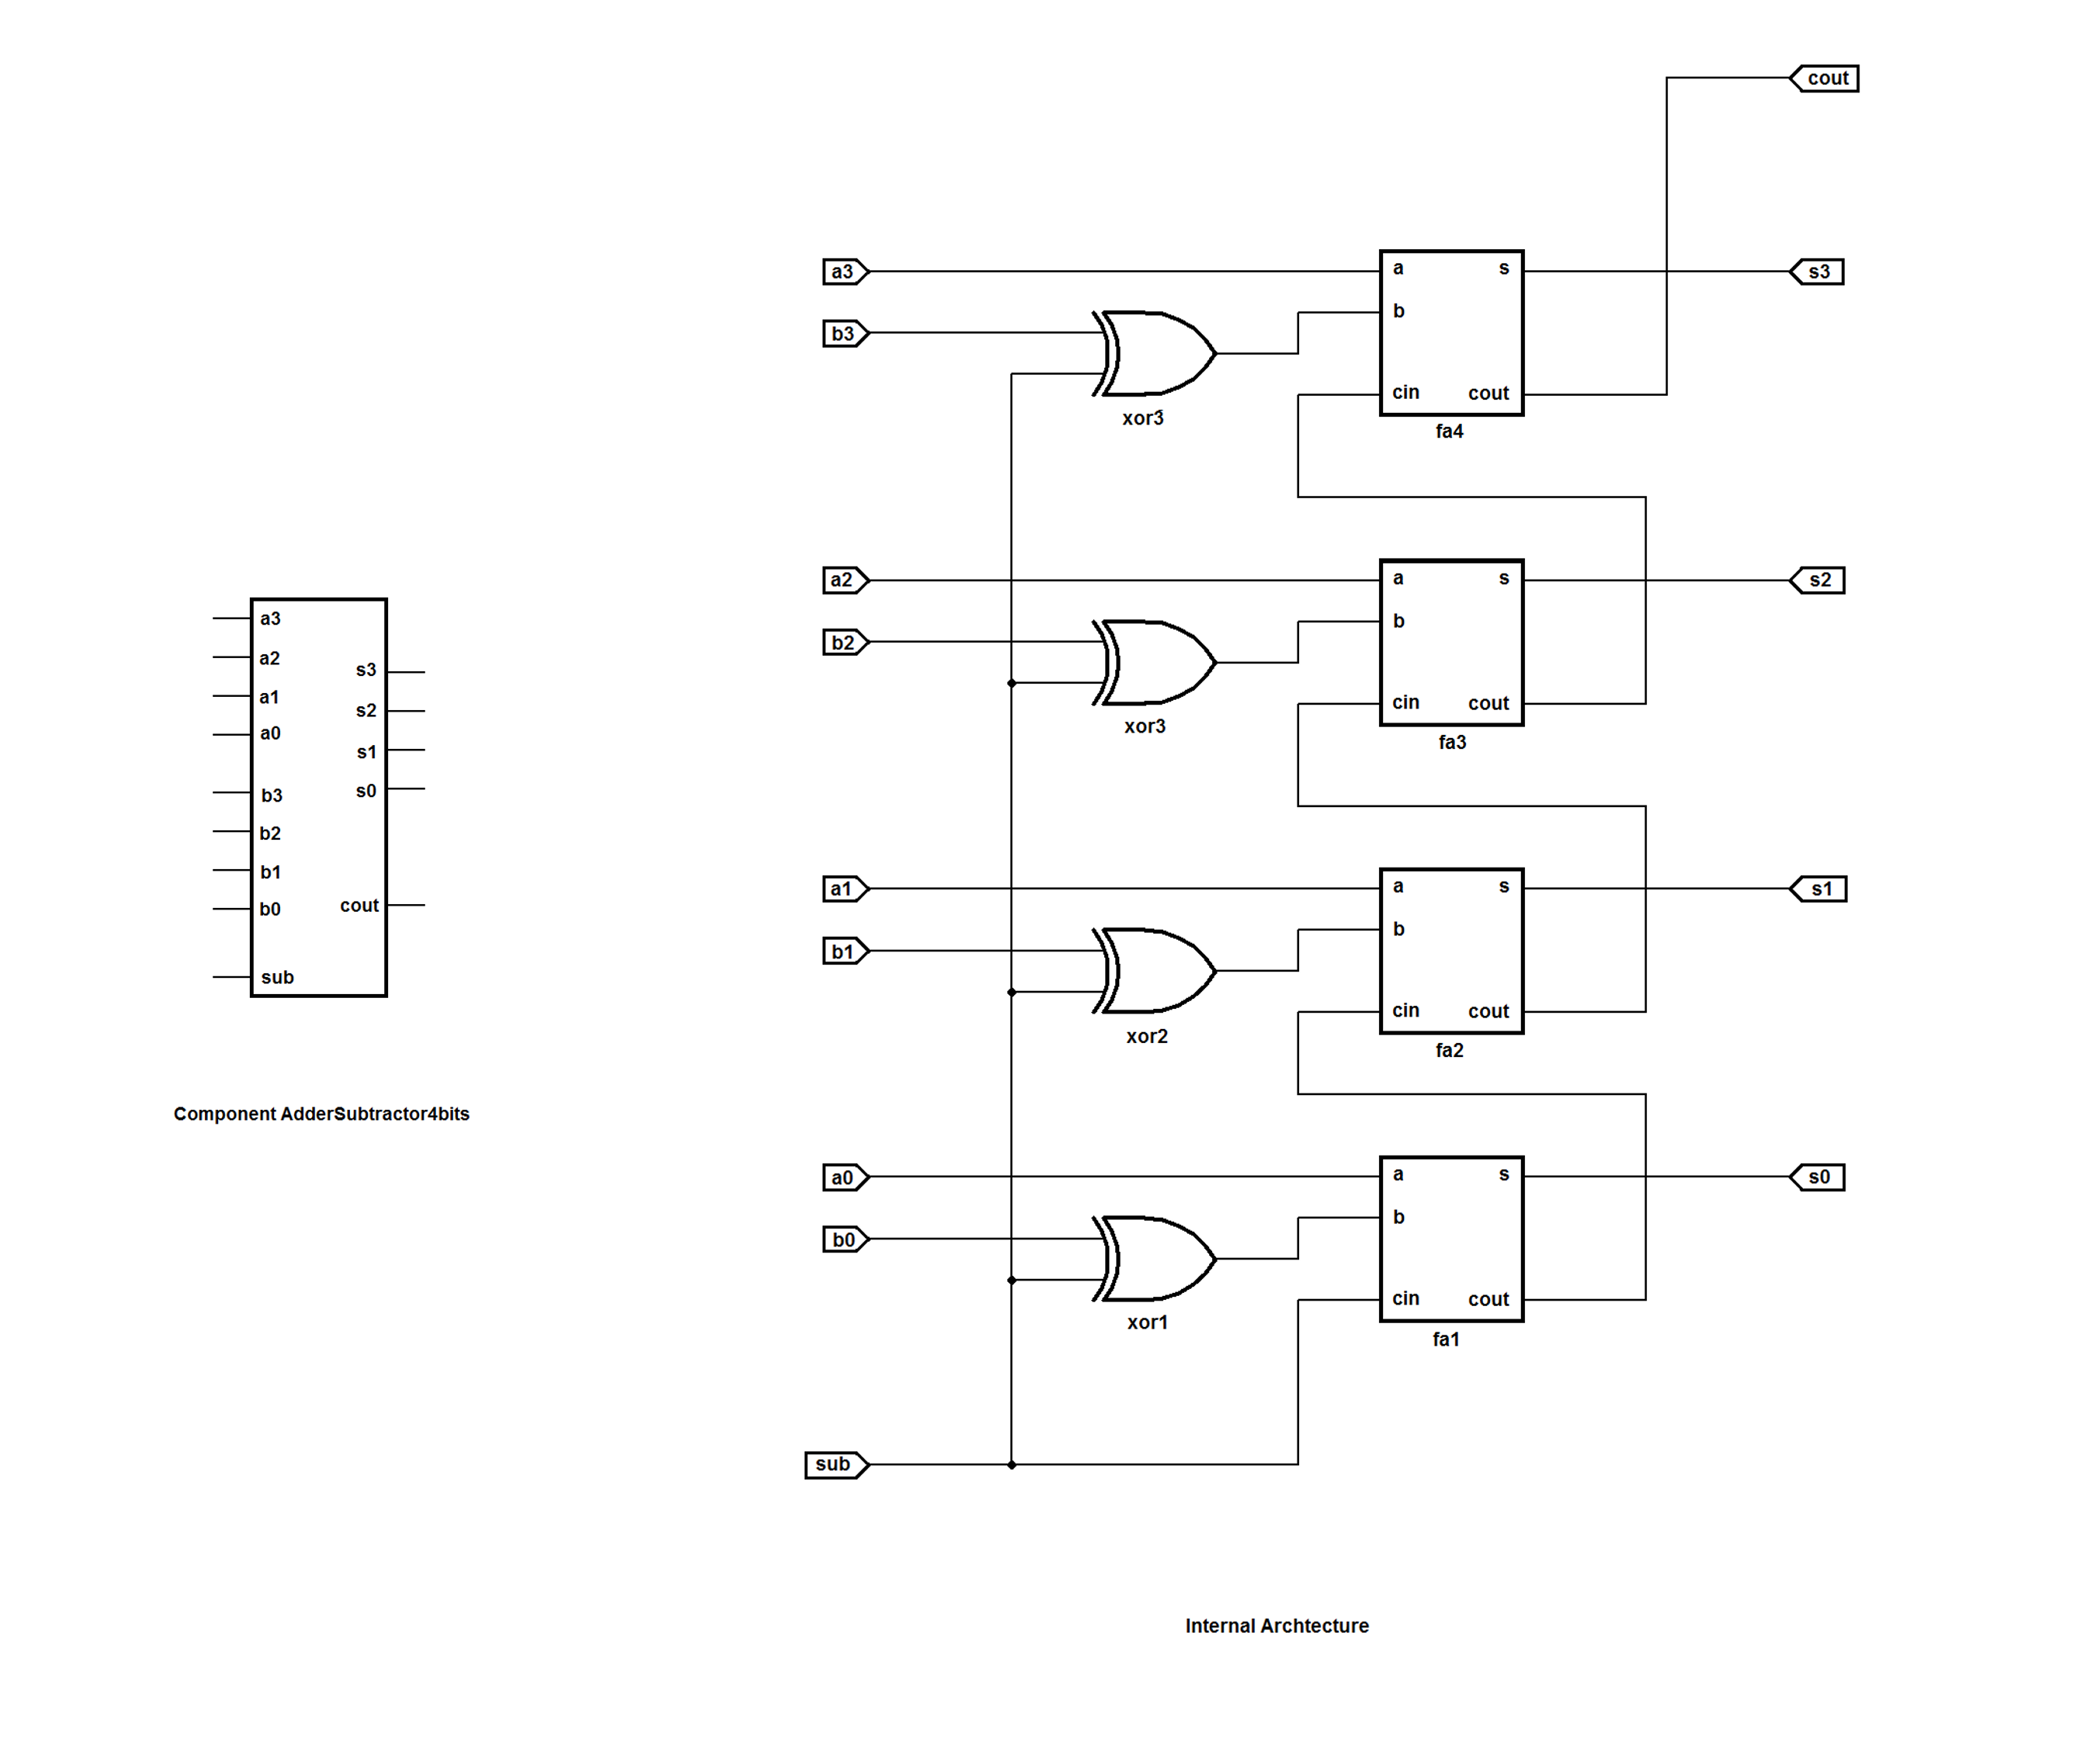 a3
a2
a1
a0
b3
b2
b1
b0
sub
s3
s2
s1
s0
cout
Component AdderSubtractor4bits
cout
a3
b3
xor3
a
b
cin
s
cout
fa4
s3
a2
b2
xor3
a
b
cin
s
cout
fa3
s2
a1
b1
xor2
a
b
cin
s
cout
fa2
s1
a0
b0
xor1
a
b
cin
s
cout
fa1
s0
sub
Internal Archtecture